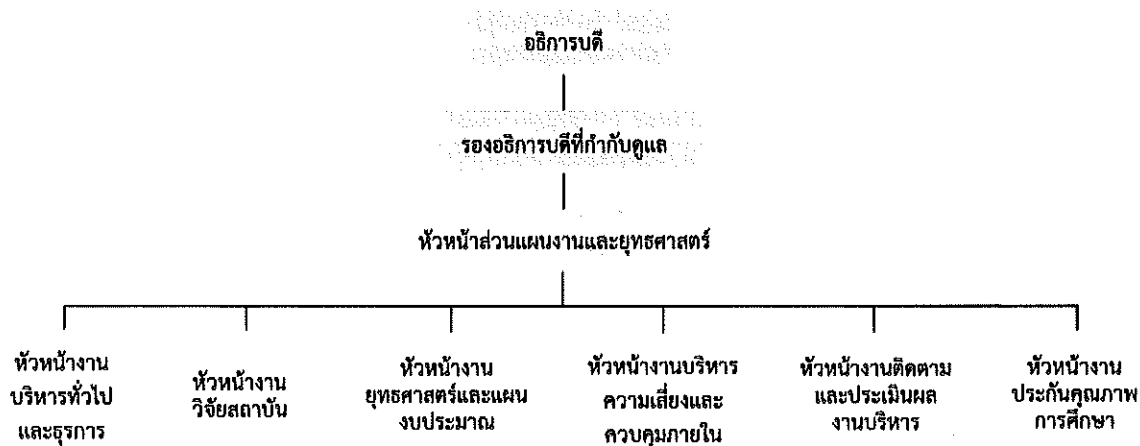 อธิการบดี
รองอธิการบดีที่กำกับดูแล
หัวหน้าส่วนแผนงานและยุทธศาสตร์
หัวหน้างาน
บริหารทั่วไป
และธุรการ
หัวหน้างาน
วิจัยสถาบัน
หัวหน้างาน
ยุทธศาสตร์และแผน
งบประมาณ
หัวหน้างานบริหาร
ความเสี่ยงและ
ควบคุมภายใน
หัวหน้างานติดตาม
และประเมินผล
งานบริหาร
หัวหน้างาน
ประกันคุณภาพ
การศึกษา